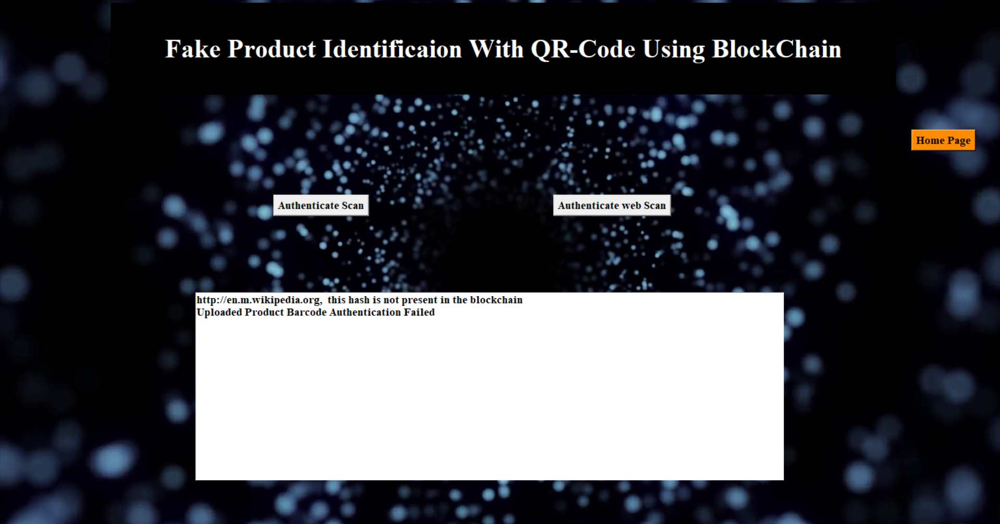 Fake Product Identificaion With QR-Code Using BlockChain
Home Page
Authenticate Scan
Authenticate web Scan
http://en.m.wikipedia.org,  this hash is not present in the blockchain
Uploaded Product Barcode Authentication Failed